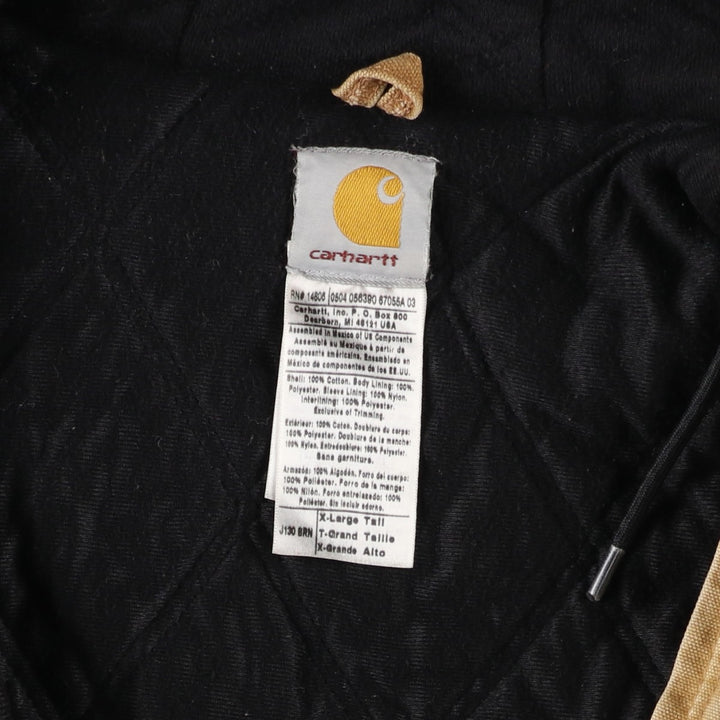 carhartt
RN# 14806 0504 056390 67055A 03
Carhartt, Inc. P. O. Box 600
Dearborn, MI 48121 USA
Assembled in Mexico of US Components
Assemblé au Mexique à partir de
composants américains. Ensamblado en
México de componentes de los EE.UU.
Shell: 100% Cotton. Body Lining: 100%
Polyester. Sleeve Lining: 100% Nylon.
Interlining: 100% Polyester.
Exclusive of Trimming.
Extérieur: 100% Coton. Doublure du corps:
100% Polyester. Doublure de la manche:
100% Nylon. Entredoublure: 100% Polyester.
Sans garniture.
Armazón: 100% Algodón. Forro del cuerpo:
100% Poliéster. Forro de la manga:
100% Nilón. Forro entrelazado: 100%
Poliéster. Sin incluir adorno.
J130 BRN
X-Large Tall
T-Grand Taille
X-Grande Alto